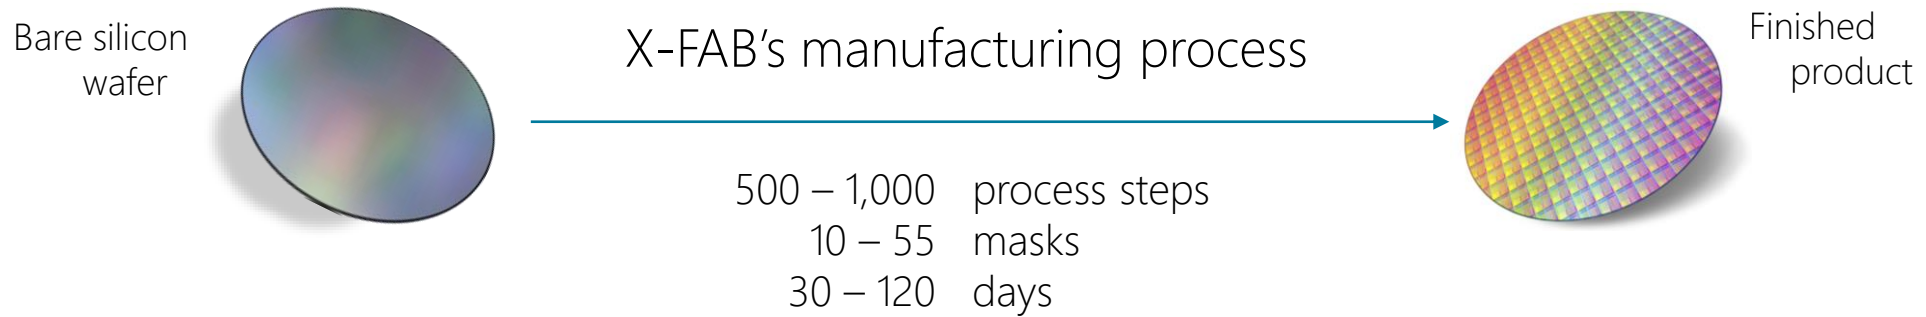 Bare silicon
wafer
X-FAB’s manufacturing process
Finished
product
500 – 1,000 process steps
10 – 55 masks
30 – 120 days